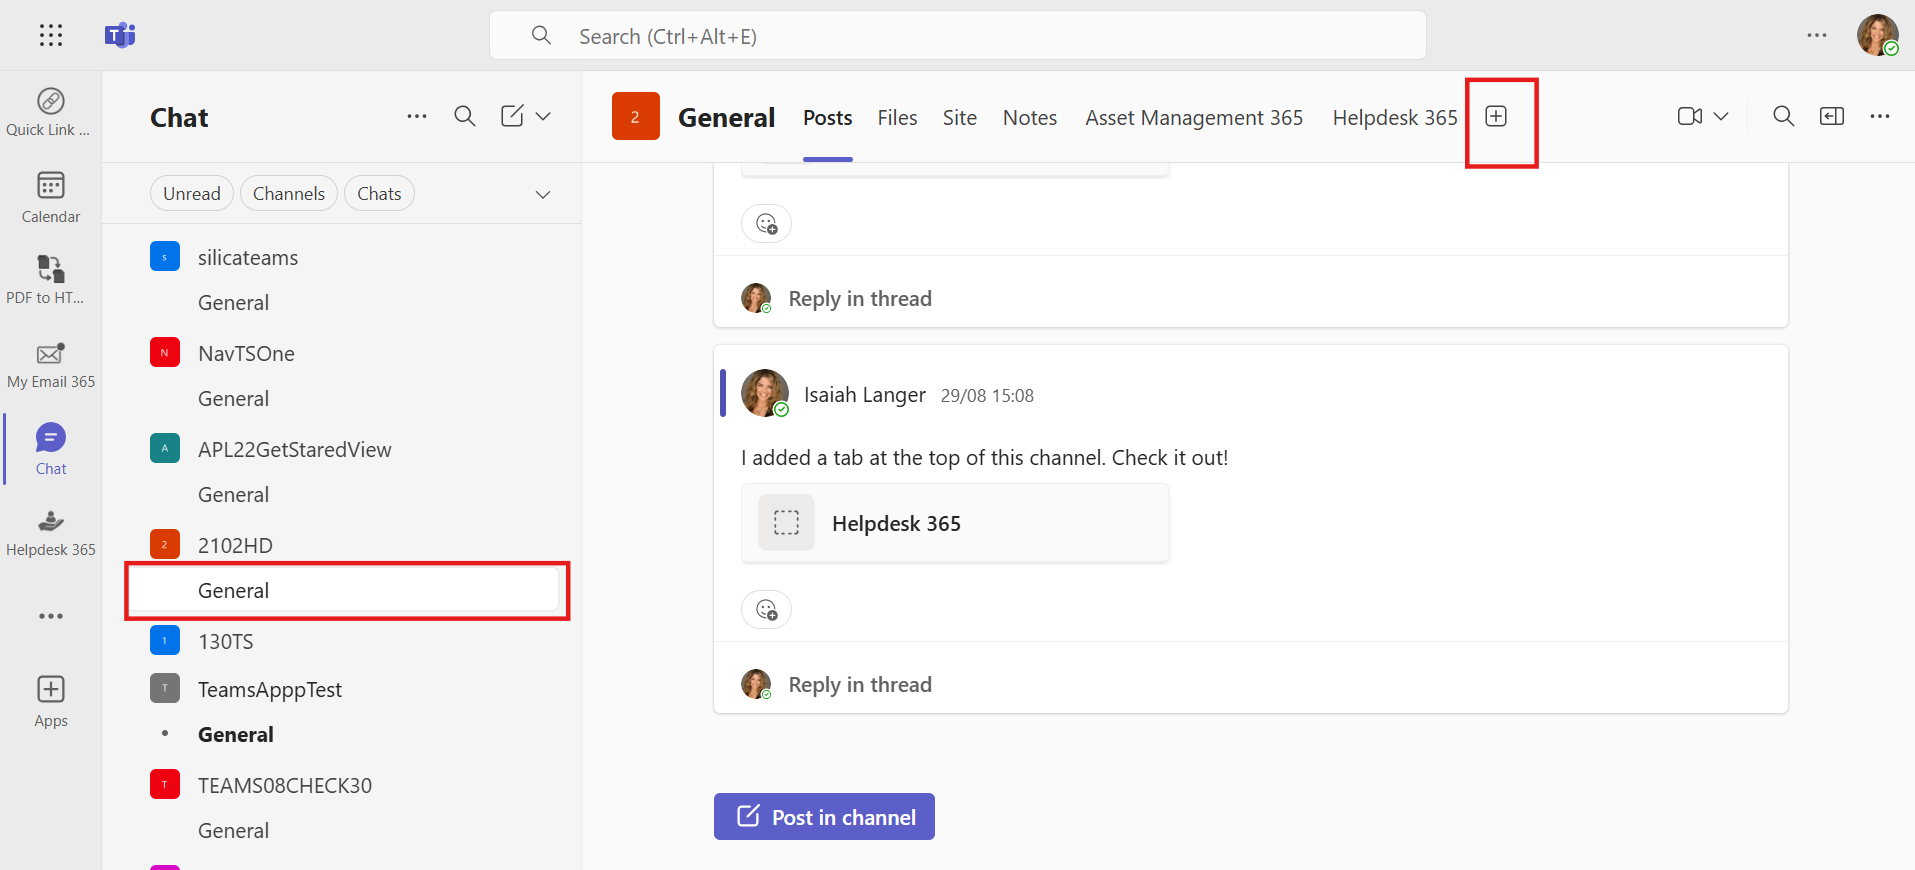 Search (Ctrl+Alt+E)
Quick Link ...
Calendar
PDF to HT...
My Email 365
Chat
Helpdesk 365
Apps
Chat
Unread
Channels
Chats
s
silicateams
General
N
NavTSOne
General
A
APL22GetStaredView
General
2
2102HD
General
1
130TS
T
TeamsApppTest
General
T
TEAMS08CHECK30
General
2
General
Posts
Files
Site
Notes
Asset Management 365
Helpdesk 365
Reply in thread
Isaiah Langer 29/08 15:08
I added a tab at the top of this channel. Check it out!
Helpdesk 365
Reply in thread
Post in channel